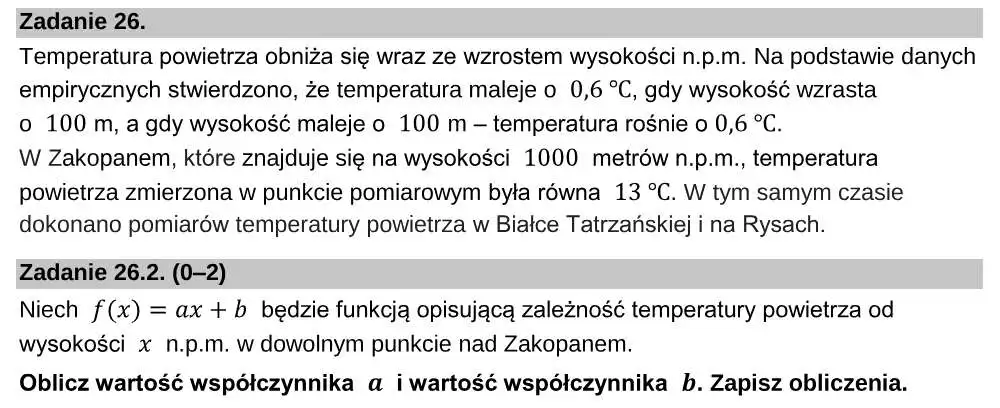 Zadanie 26.
Temperatura powietrza obniża się wraz ze wzrostem wysokości n.p.m. Na podstawie danych
empirycznych stwierdzono, że temperatura maleje o 0,6 °C, gdy wysokość wzrasta
o 100 m, a gdy wysokość maleje o 100 m – temperatura rośnie o 0,6 °C.
W Zakopanem, które znajduje się na wysokości 1000 metrów n.p.m., temperatura
powietrza zmierzona w punkcie pomiarowym była równa 13 °C. W tym samym czasie
dokonano pomiarów temperatury powietrza w Białce Tatrzańskiej i na Rysach.
Zadanie 26.2. (0–2)
Niech f(x) = ax + b będzie funkcją opisującą zależność temperatury powietrza od
wysokości x n.p.m. w dowolnym punkcie nad Zakopanem.
Oblicz wartość współczynnika a i wartość współczynnika b. Zapisz obliczenia.